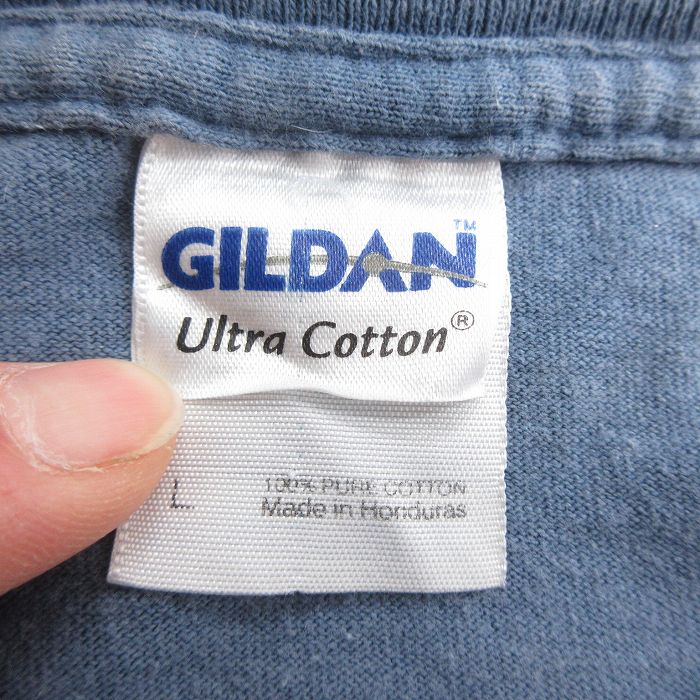 GILDAN™
Ultra Cotton®
L
100% PURE COTTON
Made in Honduras